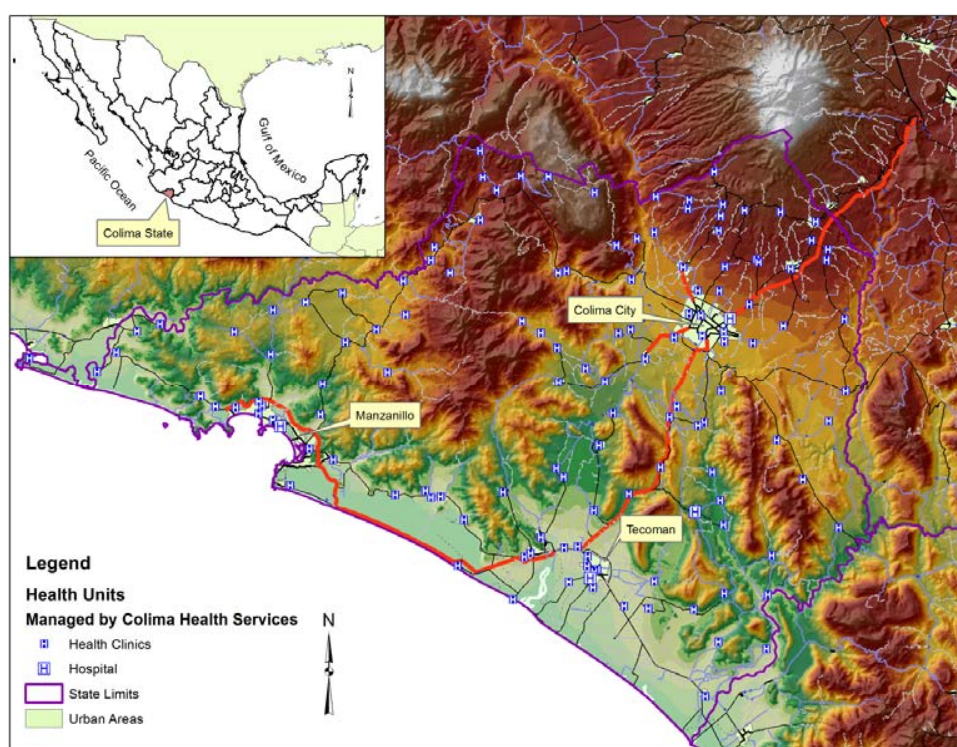 N
Gulf of Mexico
Pacific Ocean
Colima State
Colima City
Manzanillo
Tecoman
Legend
Health Units
Managed by Colima Health Services
H Health Clinics
H Hospital
State Limits
Urban Areas
N